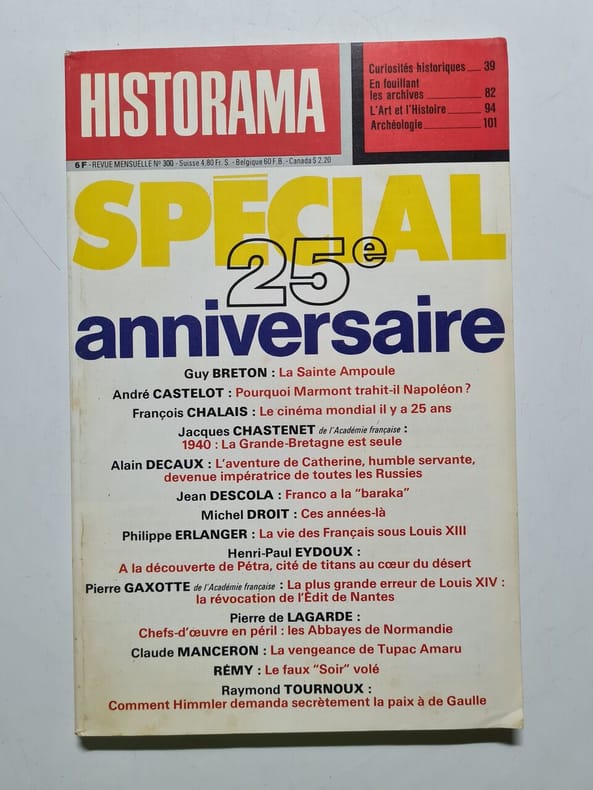 HISTORAMA
Curiosités historiques 39
En fouillant
les archives 82
L'Art et l'Histoire 94
Archéologie 101
6 F - REVUE MENSUELLE N° 300 - Suisse 4,80 Fr. S. - Belgique 60 F.B. - Canada $ 2.20
SPÉCIAL
25e
anniversaire
Guy BRETON : La Sainte Ampoule
André CASTELOT : Pourquoi Marmont trahit-il Napoléon ?
François CHALAIS : Le cinéma mondial il y a 25 ans
Jacques CHASTENET de l'Académie française :
1940 : La Grande-Bretagne est seule
Alain DECAUX : L'aventure de Catherine, humble servante,
devenue impératrice de toutes les Russies
Jean DESCOLA : Franco a la "baraka"
Michel DROIT : Ces années-là
Philippe ERLANGER : La vie des Français sous Louis XIII
Henri-Paul EYDOUX :
A la découverte de Pétra, cité de titans au cœur du désert
Pierre GAXOTTE de l'Académie française : La plus grande erreur de Louis XIV :
la révocation de l'Édit de Nantes
Pierre de LAGARDE :
Chefs-d'œuvre en péril : les Abbayes de Normandie
Claude MANCERON : La vengeance de Tupac Amaru
RÉMY : Le faux "Soir" volé
Raymond TOURNOUX :
Comment Himmler demanda secrètement la paix à de Gaulle